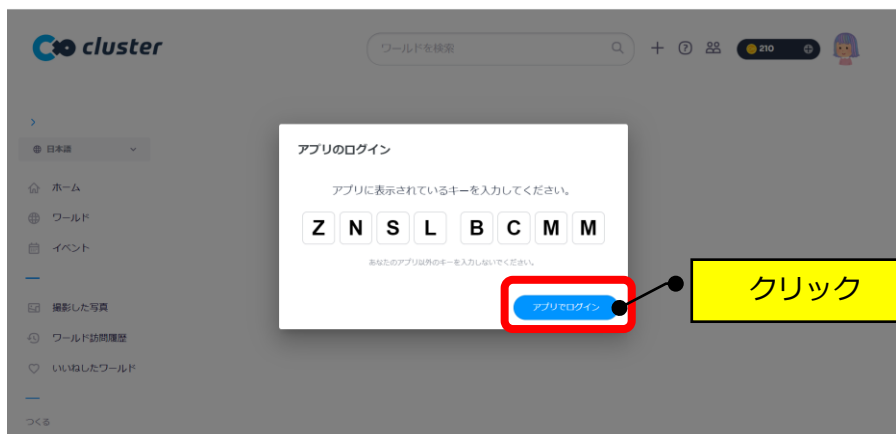 cluster
ワールドを検索
210
日本語
ホーム
ワールド
イベント
撮影した写真
ワールド訪問履歴
いいねしたワールド
つくる
アプリのログイン
アプリに表示されているキーを入力してください。
Z N S L B C M M
あなたのアプリ以外のキーを入力しないでください。
アプリでログイン
クリック